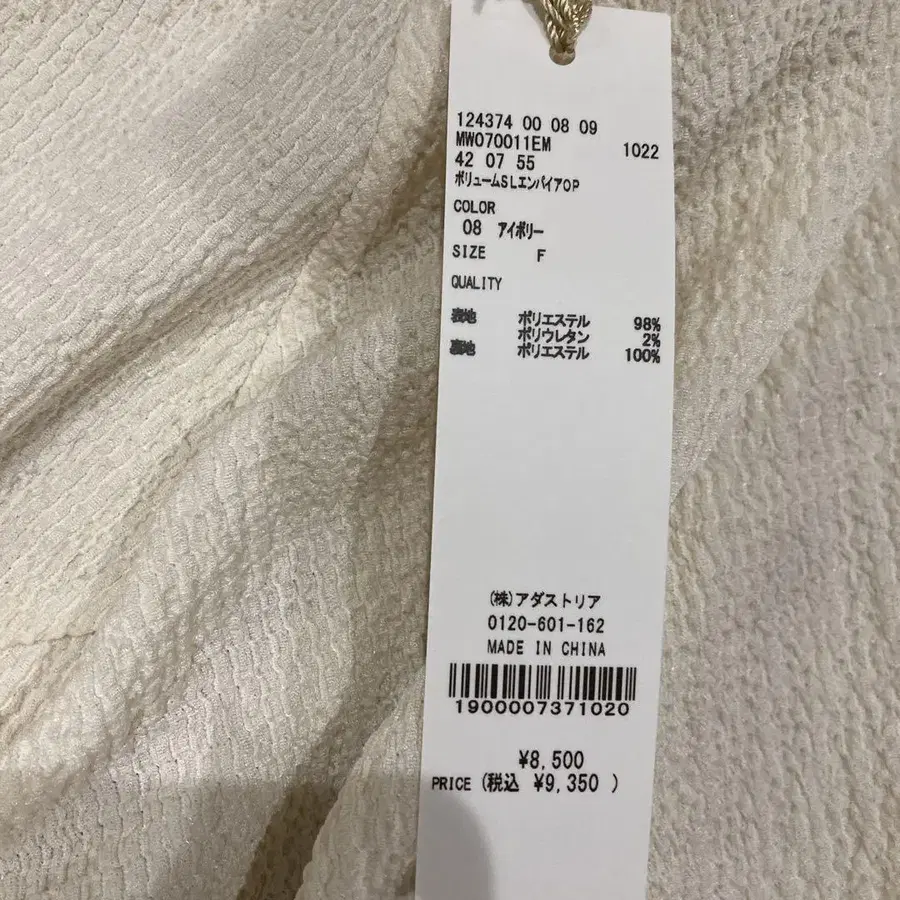 124374 00 08 09
MW070011EM 1022
42 07 55
ボリュームSLエンパイアOP
COLOR
08 アイボリー
SIZE F
QUALITY
表地 ポリエステル 98%
ポリウレタン 2%
裏地 ポリエステル 100%
(株)アダストリア
0120-601-162
MADE IN CHINA
1900007371020
¥8,500
PRICE (税込 ¥9,350 )